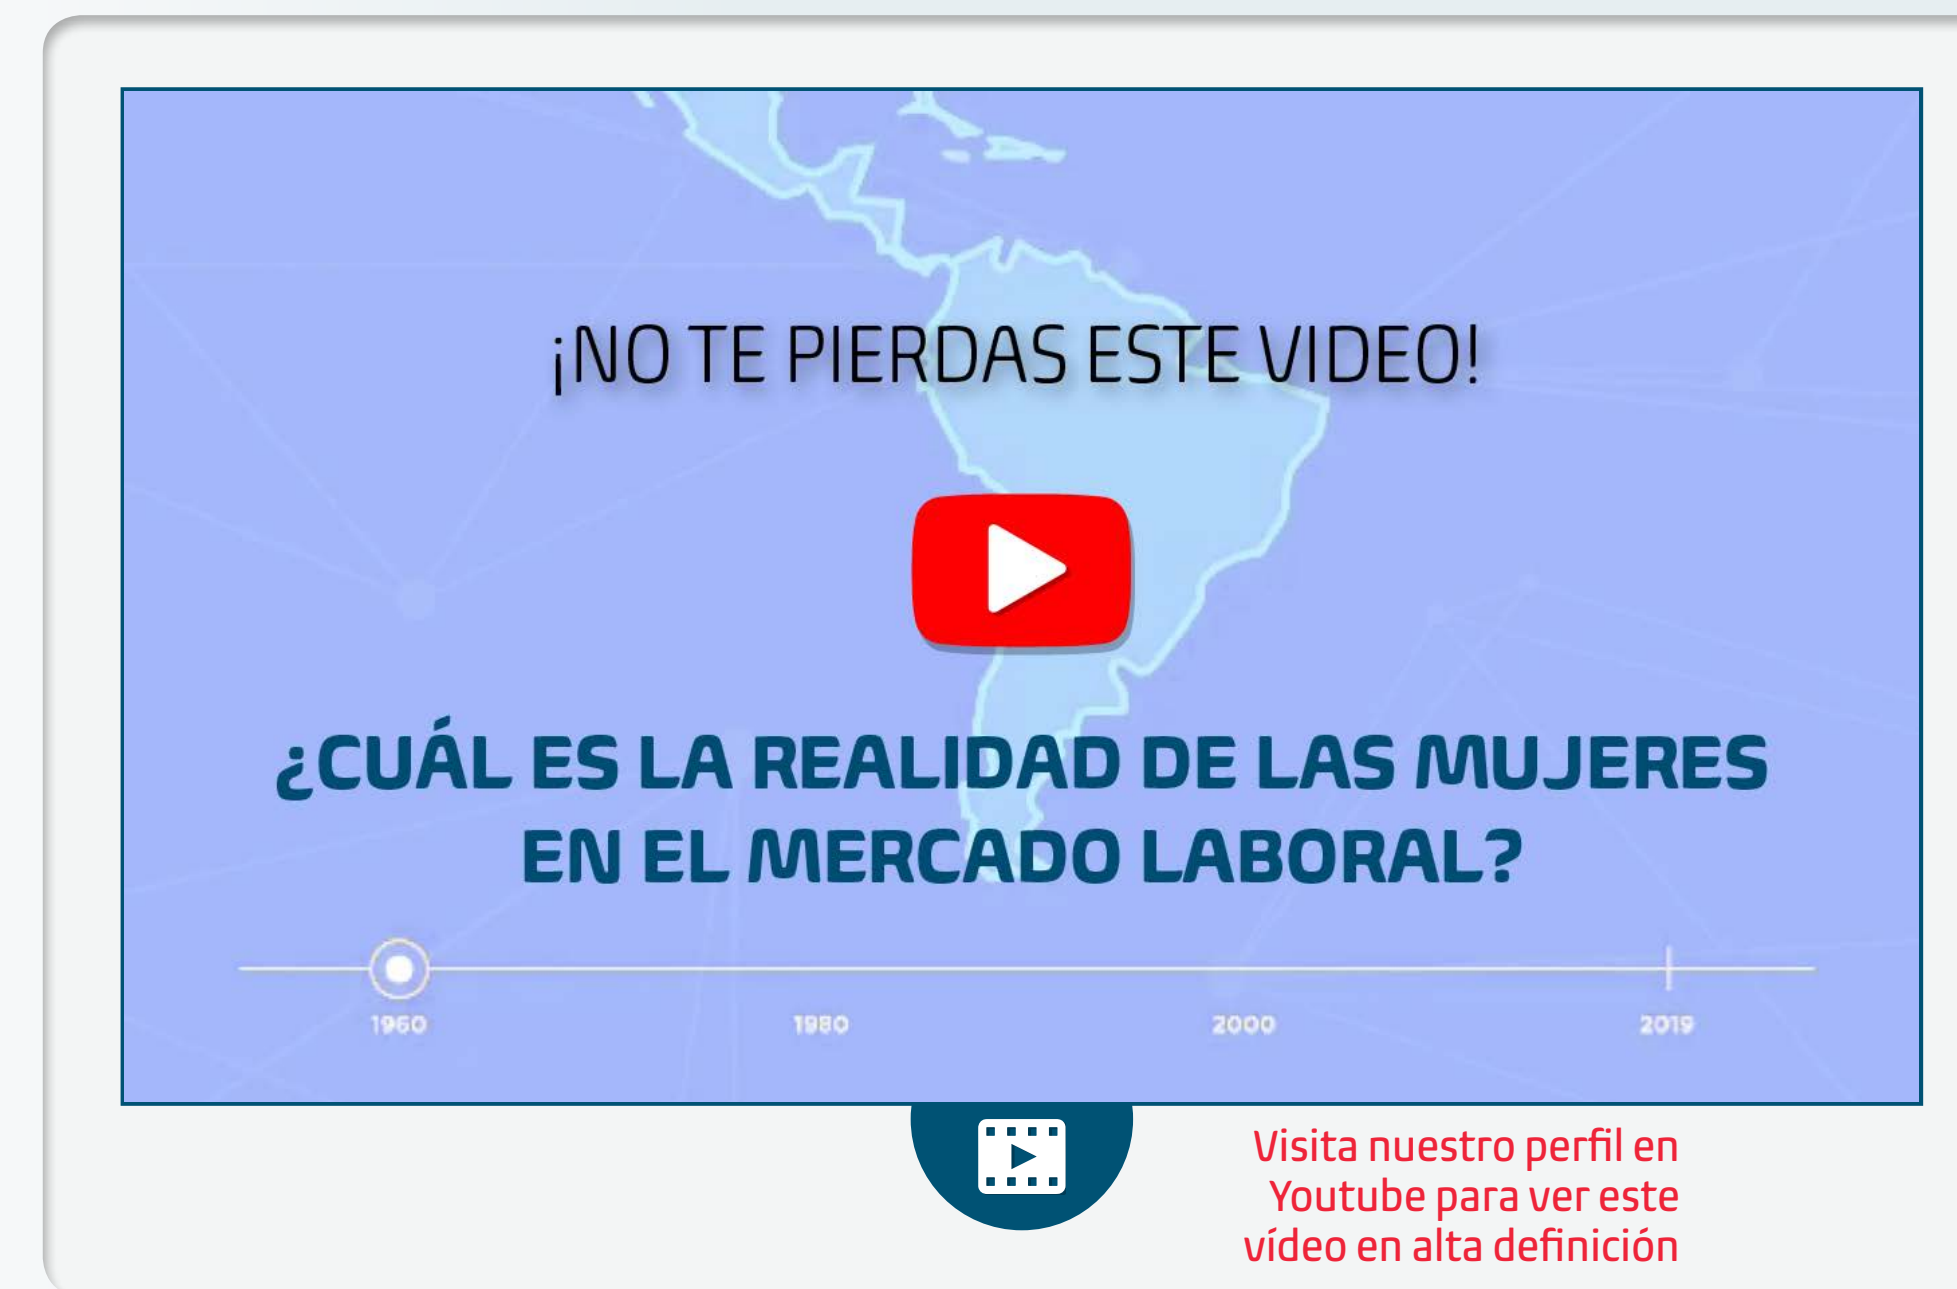 ¡NO TE PIERDAS ESTE VIDEO!
¿CUÁL ES LA REALIDAD DE LAS MUJERES
EN EL MERCADO LABORAL?
1960 1980 2000 2019
Visita nuestro perfil en
Youtube para ver este
vídeo en alta definición